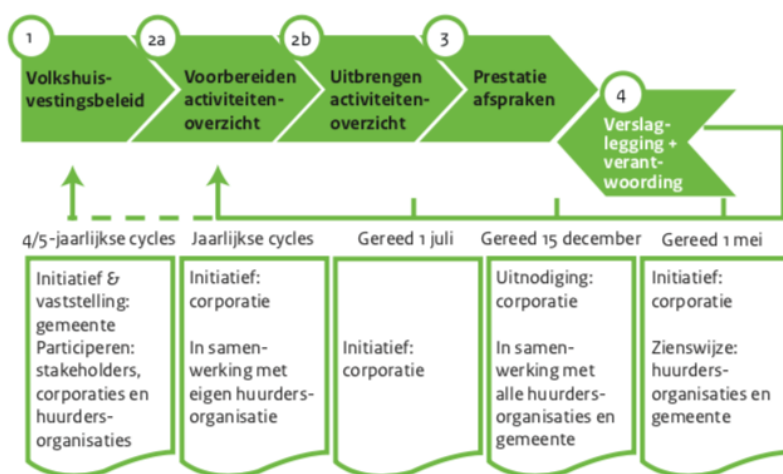 1
Volkshuis-
vestingsbeleid
2a
Voorbereiden
activiteiten-
overzicht
2b
Uitbrengen
activiteiten-
overzicht
3
Prestatie
afspraken
4
Verslag-
legging +
verant-
woording
4/5-jaarlijkse cycles
Jaarlijkse cycles
Gereed 1 juli
Gereed 15 december
Gereed 1 mei
Initiatief &
vaststelling:
gemeente
Participeren:
stakeholders,
corporaties en
huurders-
organisaties
Initiatief:
corporatie
In samen-
werking met
eigen huurders-
organisatie
Initiatief:
corporatie
Uitnodiging:
corporatie
In samen-
werking met
alle huurders-
organisaties en
gemeente
Initiatief:
corporatie
Zienswijze:
huurders-
organisaties en
gemeente